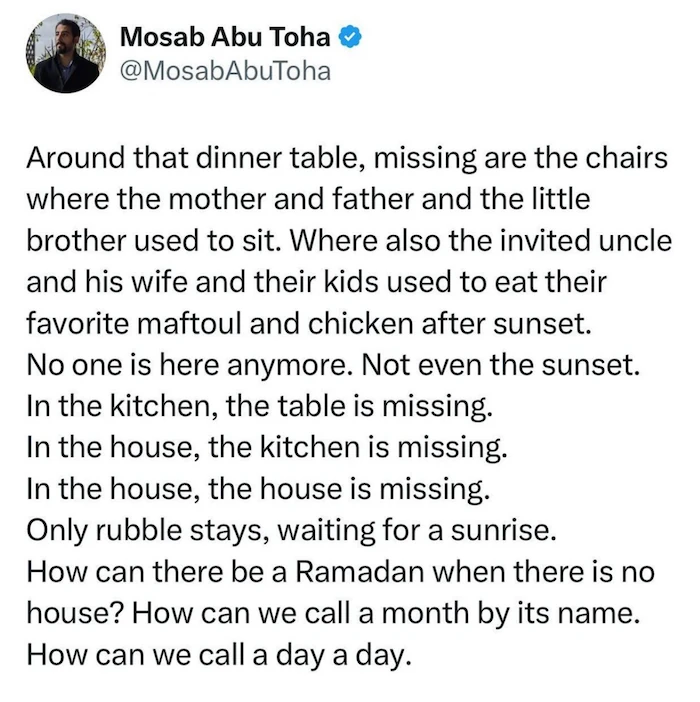 Mosab Abu Toha
@MosabAbuToha
Around that dinner table, missing are the chairs
where the mother and father and the little
brother used to sit. Where also the invited uncle
and his wife and their kids used to eat their
favorite maftoul and chicken after sunset.
No one is here anymore. Not even the sunset.
In the kitchen, the table is missing.
In the house, the kitchen is missing.
In the house, the house is missing.
Only rubble stays, waiting for a sunrise.
How can there be a Ramadan when there is no
house? How can we call a month by its name.
How can we call a day a day.